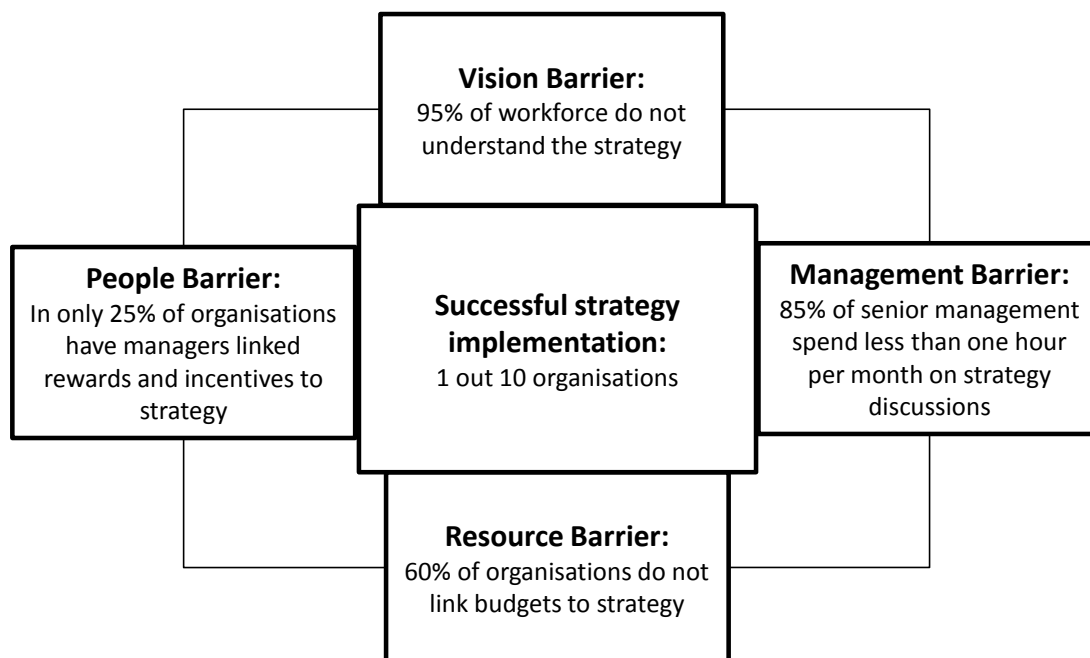 Vision Barrier:
95% of workforce do not
understand the strategy
People Barrier:
In only 25% of organisations
have managers linked
rewards and incentives to
strategy
Successful strategy
implementation:
1 out 10 organisations
Management Barrier:
85% of senior management
spend less than one hour
per month on strategy
discussions
Resource Barrier:
60% of organisations do not
link budgets to strategy